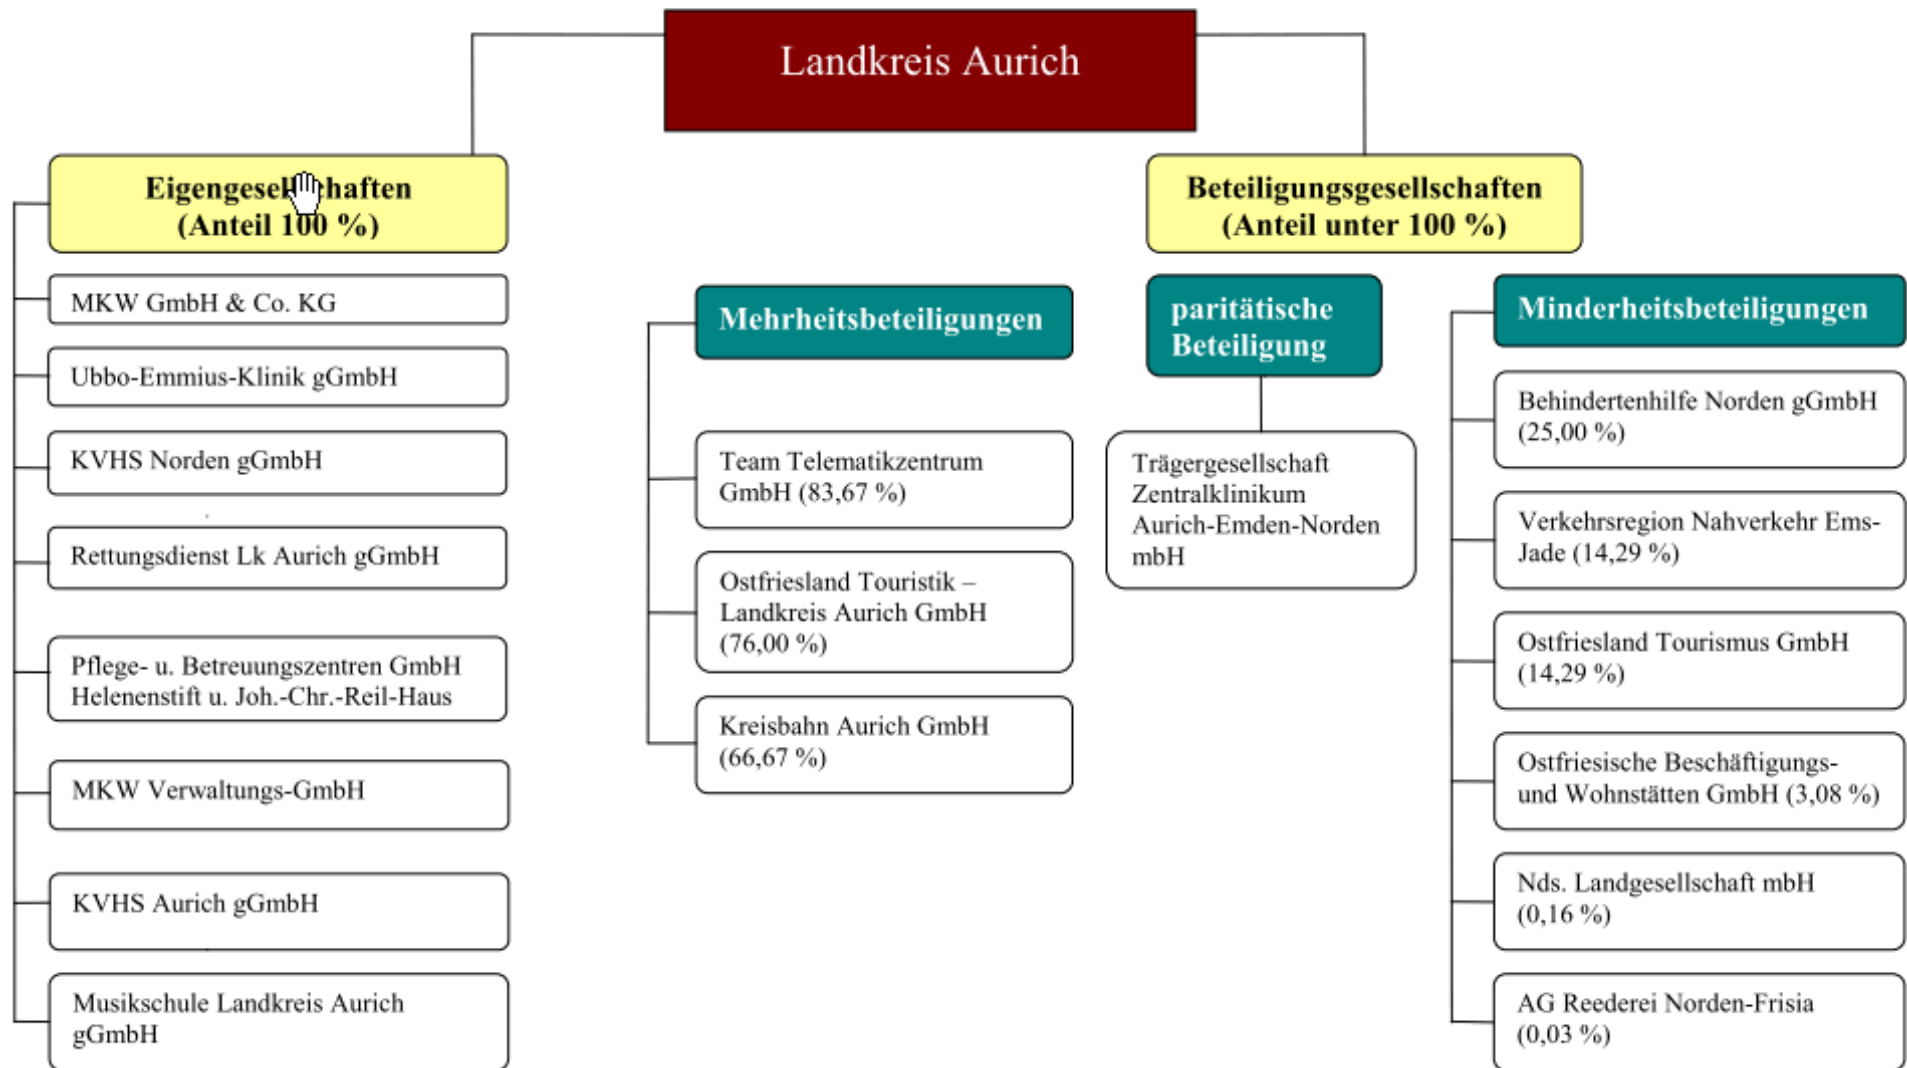 Landkreis Aurich
Eigengesellschaften
(Anteil 100 %)
MKW GmbH & Co. KG
Ubbo-Emmius-Klinik gGmbH
KVHS Norden gGmbH
Rettungsdienst Lk Aurich gGmbH
Pflege- u. Betreuungszentren GmbH
Helenenstift u. Joh.-Chr.-Reil-Haus
MKW Verwaltungs-GmbH
KVHS Aurich gGmbH
Musikschule Landkreis Aurich
gGmbH
Beteiligungsgesellschaften
(Anteil unter 100 %)
Mehrheitsbeteiligungen
Team Telematikzentrum
GmbH (83,67 %)
Ostfriesland Touristik –
Landkreis Aurich GmbH
(76,00 %)
Kreisbahn Aurich GmbH
(66,67 %)
paritätische
Beteiligung
Trägergesellschaft
Zentralklinikum
Aurich-Emden-Norden
mbH
Minderheitsbeteiligungen
Behindertenhilfe Norden gGmbH
(25,00 %)
Verkehrsregion Nahverkehr Ems-
Jade (14,29 %)
Ostfriesland Tourismus GmbH
(14,29 %)
Ostfriesische Beschäftigungs-
und Wohnstätten GmbH (3,08 %)
Nds. Landgesellschaft mbH
(0,16 %)
AG Reederei Norden-Frisia
(0,03 %)